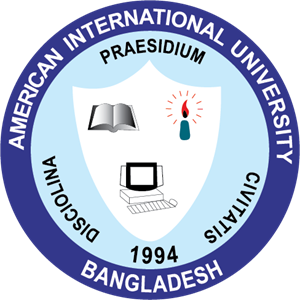 AMERICAN INTERNATIONAL UNIVERSITY
PRAESIDIUM
DISCIOLINA
CIVITATIS
1994
BANGLADESH